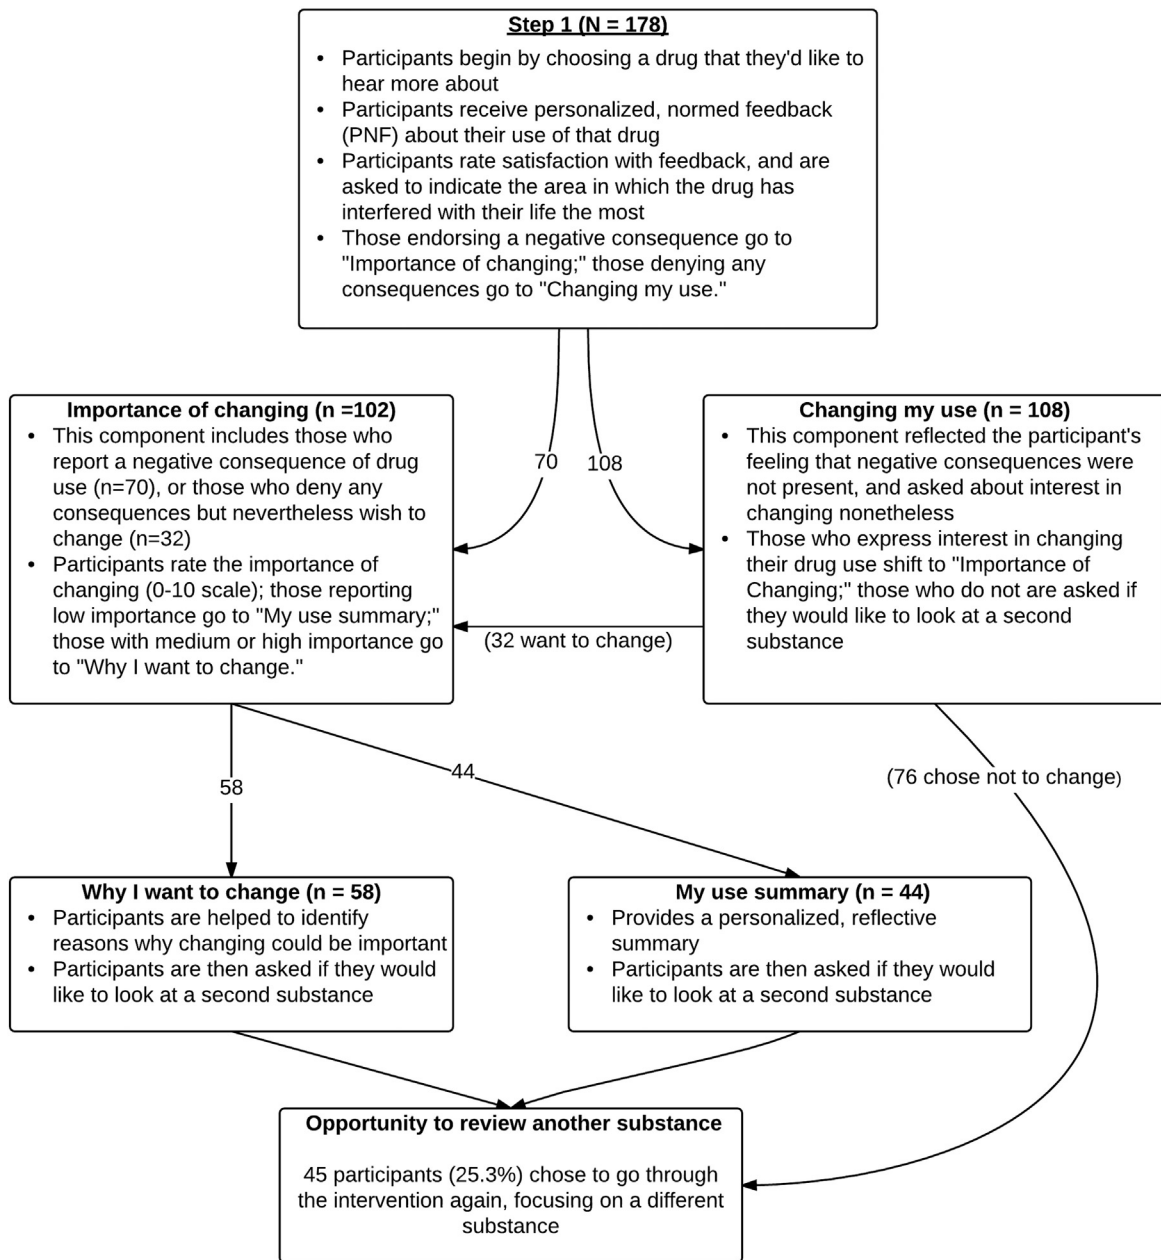 Step 1 (N = 178)
• Participants begin by choosing a drug that they'd like to
hear more about
• Participants receive personalized, normed feedback
(PNF) about their use of that drug
• Participants rate satisfaction with feedback, and are
asked to indicate the area in which the drug has
interfered with their life the most
• Those endorsing a negative consequence go to
"Importance of changing;" those denying any
consequences go to "Changing my use."
70
108
Importance of changing (n =102)
• This component includes those who
report a negative consequence of drug
use (n=70), or those who deny any
consequences but nevertheless wish to
change (n=32)
• Participants rate the importance of
changing (0-10 scale); those reporting
low importance go to "My use summary;"
those with medium or high importance go
to "Why I want to change."
Changing my use (n = 108)
• This component reflected the participant's
feeling that negative consequences were
not present, and asked about interest in
changing nonetheless
• Those who express interest in changing
their drug use shift to "Importance of
Changing;" those who do not are asked if
they would like to look at a second
substance
(32 want to change)
58
44
(76 chose not to change)
Why I want to change (n = 58)
• Participants are helped to identify
reasons why changing could be important
• Participants are then asked if they would
like to look at a second substance
My use summary (n = 44)
• Provides a personalized, reflective
summary
• Participants are then asked if they would
like to look at a second substance
Opportunity to review another substance
45 participants (25.3%) chose to go through
the intervention again, focusing on a different
substance